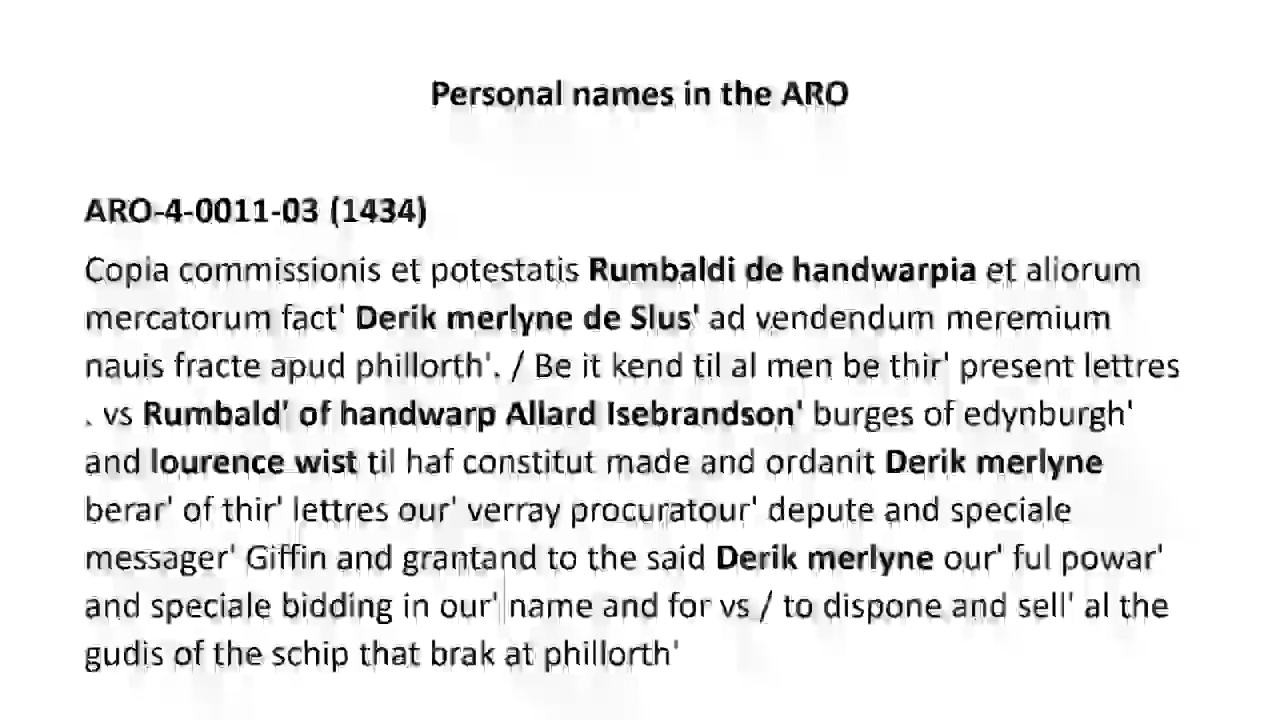 Personal names in the ARO
ARO-4-0011-03 (1434)
Copia commissionis et potestatis Rumbaldi de handwarpia et aliorum
mercatorum fact' Derik merlyne de Slus' ad vendendum meremium
nauis fracte apud phillorth'. / Be it kend til al men be thir' present lettres
. vs Rumbald' of handwarp Allard Isebrandson' burges of edynburgh'
and lourence wist til haf constitut made and ordanit Derik merlyne
berar' of thir' lettres our' verray procuratour' depute and speciale
messager' Giffin and grantand to the said Derik merlyne our' ful powar'
and speciale bidding in our' name and for vs / to dispone and sell' al the
gudis of the schip that brak at phillorth'